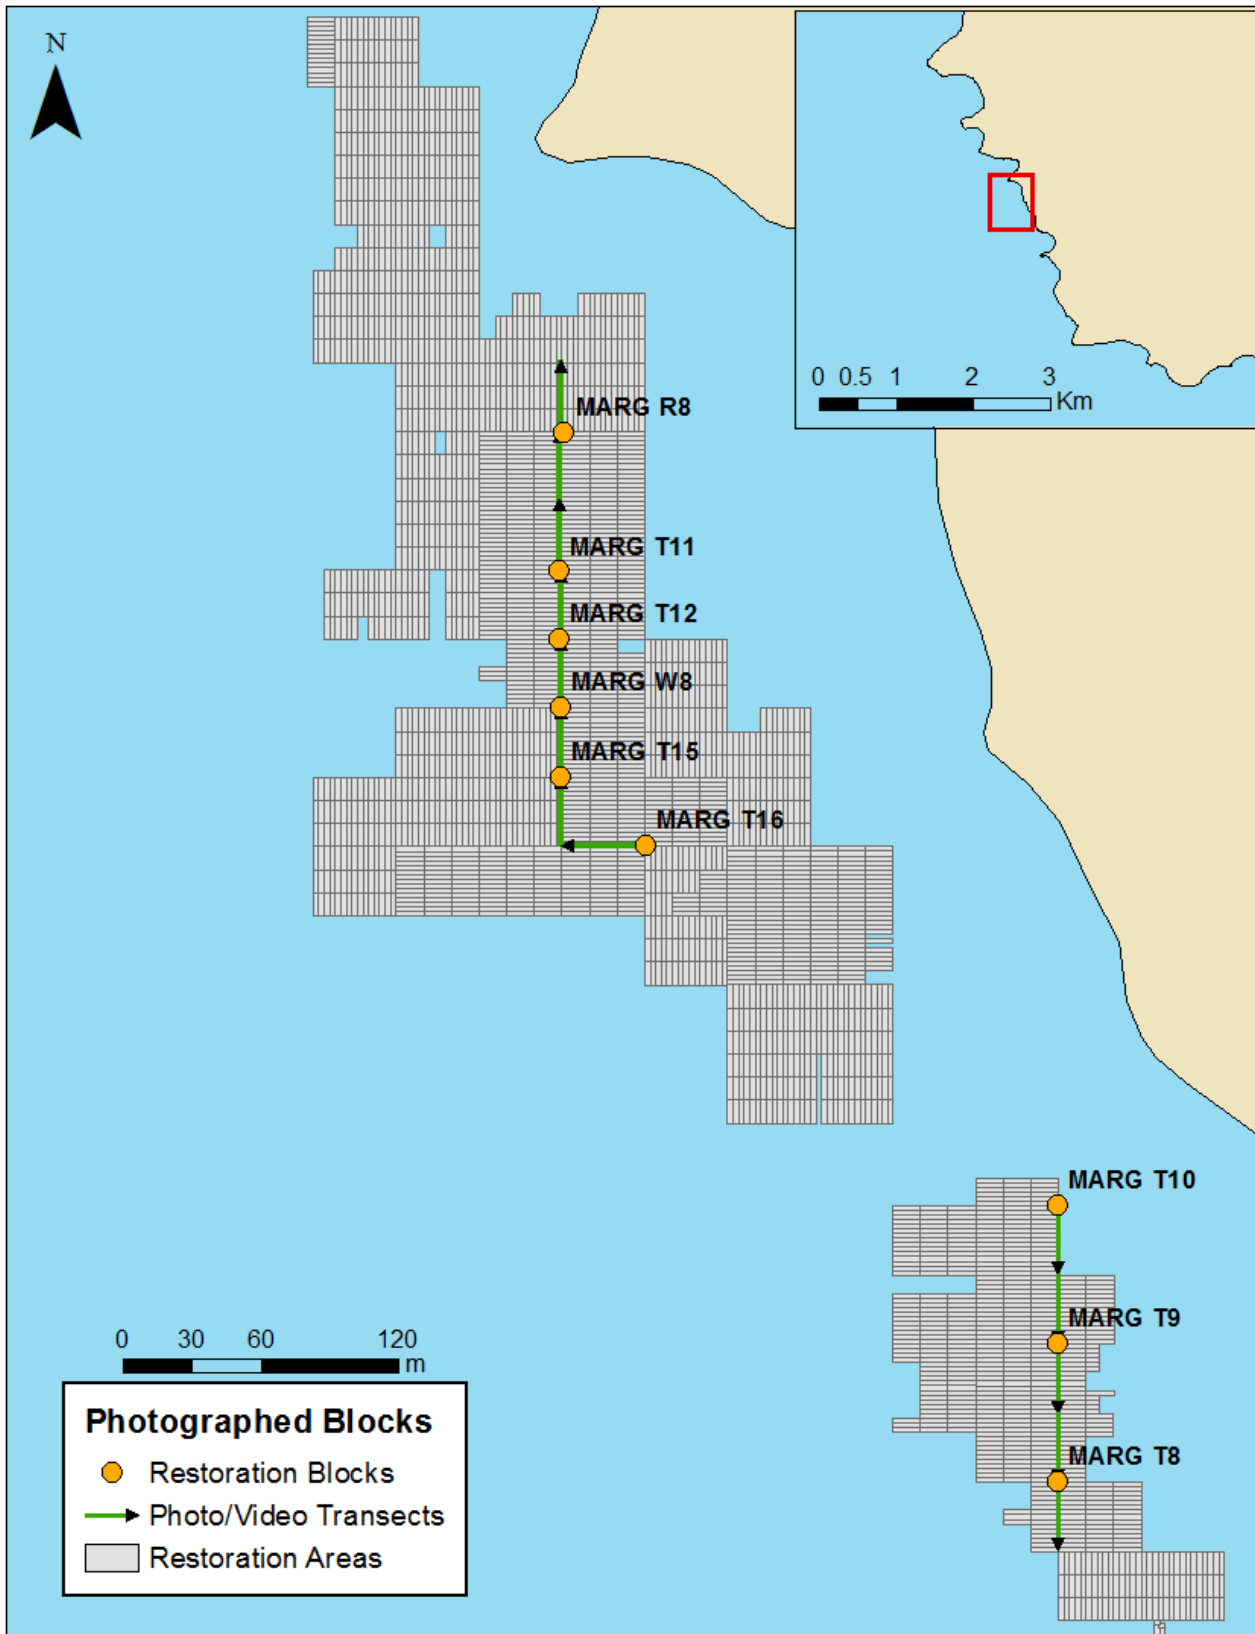 N
0 0.5 1 2 3
Km
MARG R8
MARG T11
MARG T12
MARG W8
MARG T15
MARG T16
MARG T10
MARG T9
MARG T8
0 30 60 120
m
Photographed Blocks
Restoration Blocks
Photo/Video Transects
Restoration Areas